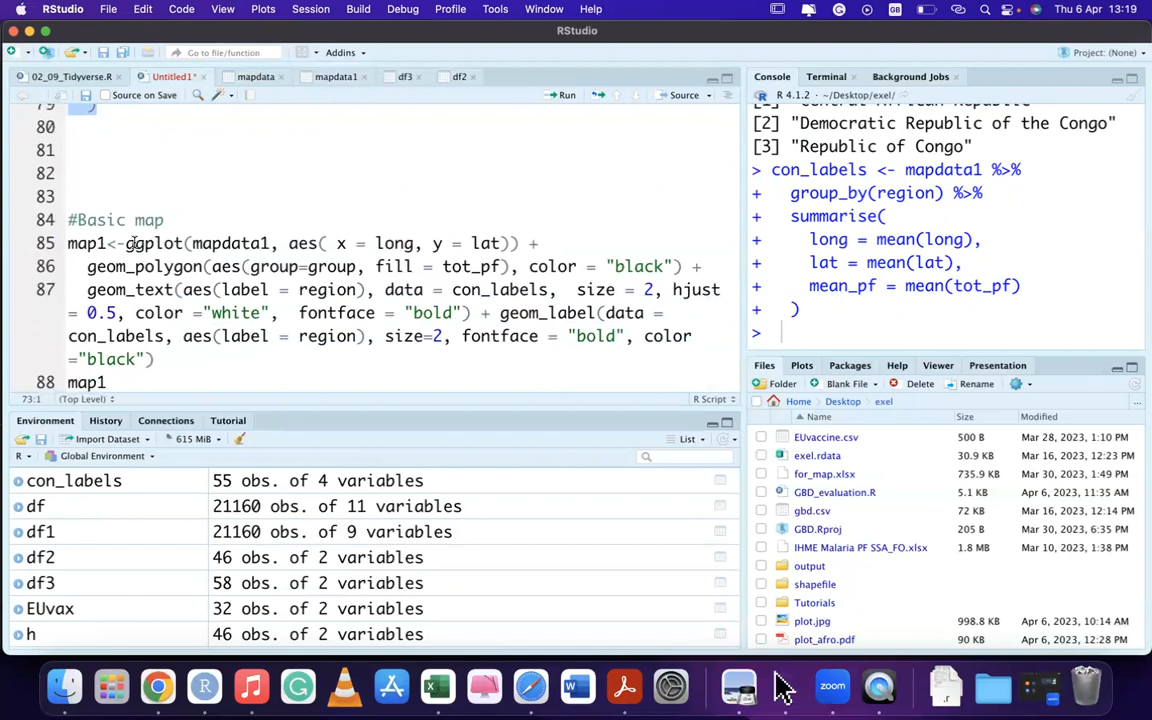 RStudio File Edit Code View Plots Session Build Debug Profile Tools Window Help
Thu 6 Apr 13:19
RStudio
Go to file/function
Addins
Project: (None)
02_09_Tidyverse.R
Untitled1*
mapdata
mapdata1
df3
df2
Source on Save
Run
Source
79 )
80
81
82
83
84 #Basic map
85 map1<-ggplot(mapdata1, aes( x = long, y = lat)) +
86 geom_polygon(aes(group=group, fill = tot_pf), color = "black") +
87 geom_text(aes(label = region), data = con_labels,  size = 2, hjust
= 0.5, color ="white",  fontface = "bold") + geom_label(data =
con_labels, aes(label = region), size=2, fontface = "bold", color
="black")
88 map1
73:1 (Top Level)
R Script
Environment History Connections Tutorial
Import Dataset
615 MiB
List
R
Global Environment
con_labels 55 obs. of 4 variables
df 21160 obs. of 11 variables
df1 21160 obs. of 9 variables
df2 46 obs. of 2 variables
df3 58 obs. of 2 variables
EUvax 32 obs. of 2 variables
h 46 obs. of 2 variables
Console Terminal Background Jobs
R 4.1.2 · ~/Desktop/exel/
[1] "Central African Republic"
[2] "Democratic Republic of the Congo"
[3] "Republic of Congo"
> con_labels <- mapdata1 %>%
+   group_by(region) %>%
+   summarise(
+     long = mean(long),
+     lat = mean(lat),
+     mean_pf = mean(tot_pf)
+   )
>
Files Plots Packages Help Viewer Presentation
Folder Blank File Delete Rename
Home Desktop exel
Name Size Modified
EUvaccine.csv 500 B Mar 28, 2023, 1:10 PM
exel.rdata 30.9 KB Mar 16, 2023, 12:23 PM
for_map.xlsx 735.9 KB Mar 30, 2023, 1:49 PM
GBD_evaluation.R 5.1 KB Apr 6, 2023, 11:35 AM
gbd.csv 72 KB Mar 16, 2023, 12:14 PM
GBD.Rproj 205 B Mar 30, 2023, 6:35 PM
IHME Malaria PF SSA_FO.xlsx 1.8 MB Mar 10, 2023, 1:38 PM
output
shapefile
Tutorials
plot.jpg 998.8 KB Apr 6, 2023, 10:14 AM
plot_afro.pdf 90 KB Apr 6, 2023, 12:28 PM
zoom